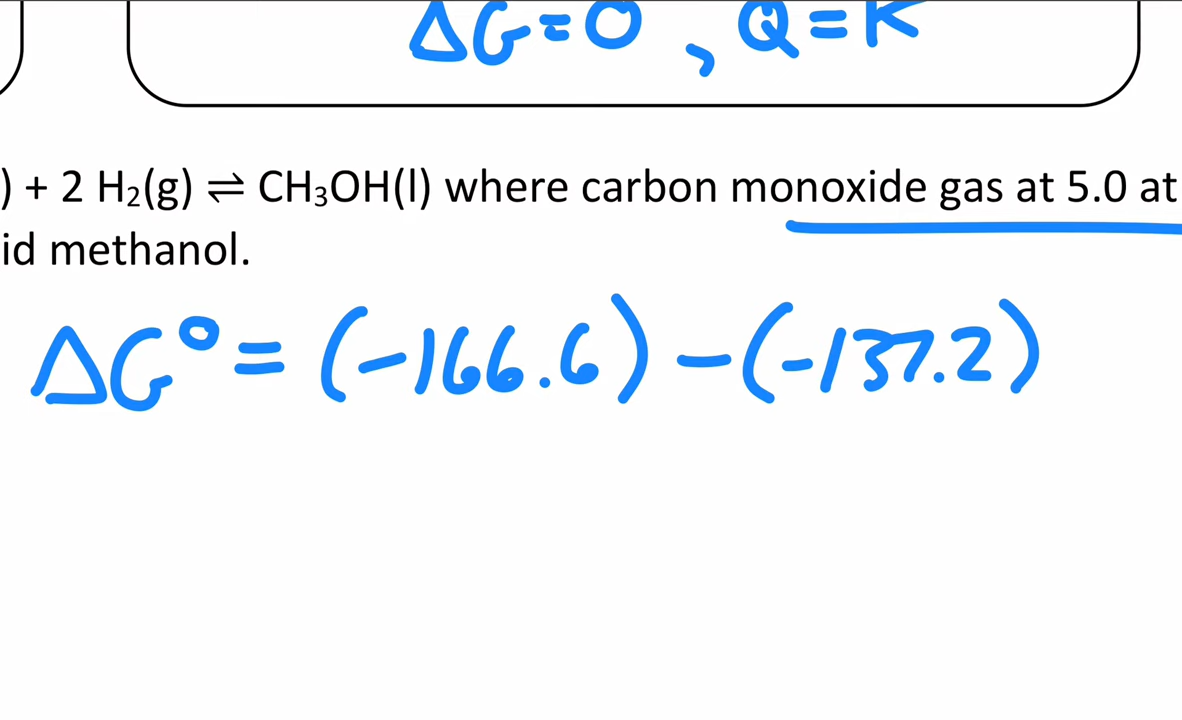 ΔG=0, Q=K
) + 2 H₂(g) ⇌ CH₃OH(l) where carbon monoxide gas at 5.0 at
id methanol.
ΔG° = (-166.6) - (-137.2)